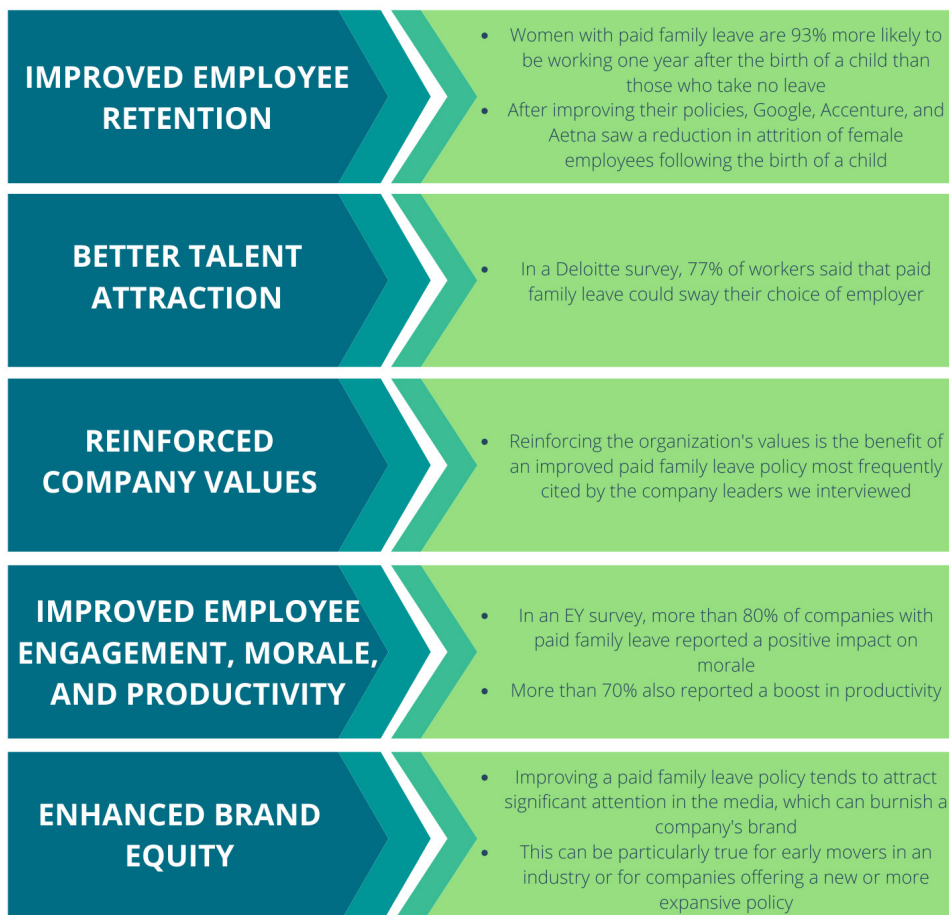 IMPROVED EMPLOYEE
RETENTION
• Women with paid family leave are 93% more likely to
be working one year after the birth of a child than
those who take no leave
• After improving their policies, Google, Accenture, and
Aetna saw a reduction in attrition of female
employees following the birth of a child
BETTER TALENT
ATTRACTION
• In a Deloitte survey, 77% of workers said that paid
family leave could sway their choice of employer
REINFORCED
COMPANY VALUES
• Reinforcing the organization's values is the benefit of
an improved paid family leave policy most frequently
cited by the company leaders we interviewed
IMPROVED EMPLOYEE
ENGAGEMENT, MORALE,
AND PRODUCTIVITY
• In an EY survey, more than 80% of companies with
paid family leave reported a positive impact on
morale
• More than 70% also reported a boost in productivity
ENHANCED BRAND
EQUITY
• Improving a paid family leave policy tends to attract
significant attention in the media, which can burnish a
company's brand
• This can be particularly true for early movers in an
industry or for companies offering a new or more
expansive policy